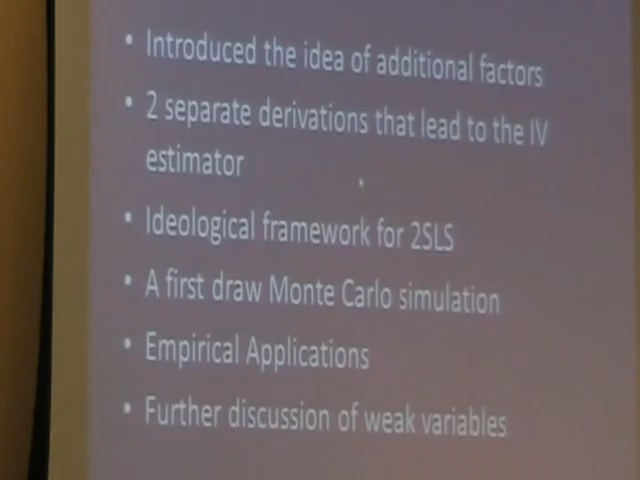 • Introduced the idea of additional factors
• 2 separate derivations that lead to the IV
estimator
• Ideological framework for 2SLS
• A first draw Monte Carlo simulation
• Empirical Applications
• Further discussion of weak variables